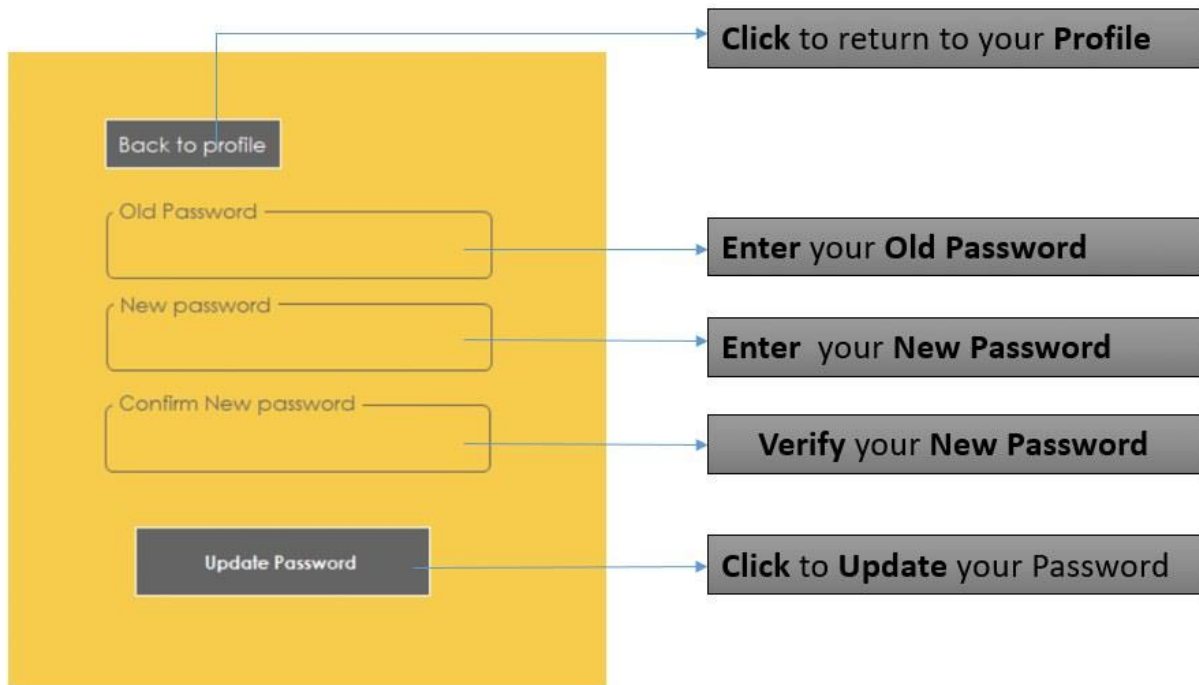 Click to return to your Profile
Back to profile
Old Password
Enter your Old Password
New password
Enter  your New Password
Confirm New password
Verify your New Password
Update Password
Click to Update your Password